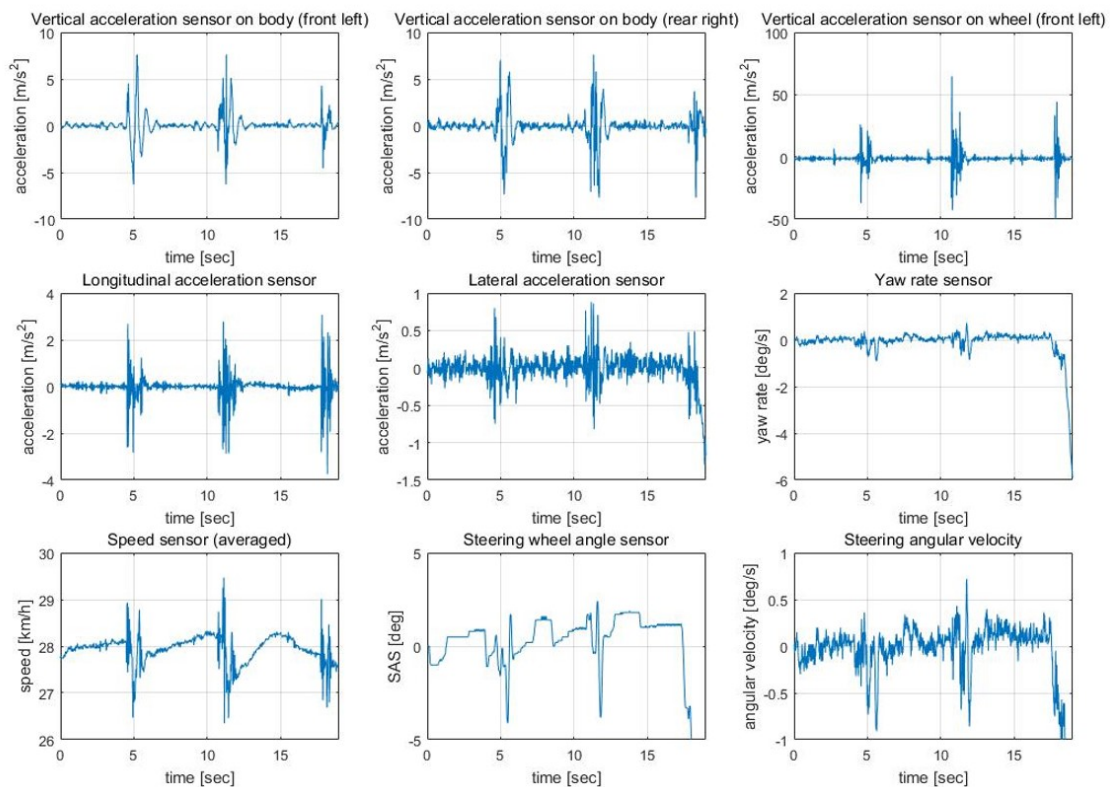 Vertical acceleration sensor on body (front left)
10
5
0
-5
-10
acceleration [m/s²]
0 5 10 15
time [sec]
Vertical acceleration sensor on body (rear right)
10
5
0
-5
-10
acceleration [m/s²]
0 5 10 15
time [sec]
Vertical acceleration sensor on wheel (front left)
100
50
0
-50
acceleration [m/s²]
0 5 10 15
time [sec]
Longitudinal acceleration sensor
4
2
0
-2
-4
acceleration [m/s²]
0 5 10 15
time [sec]
Lateral acceleration sensor
1
0.5
0
-0.5
-1
-1.5
acceleration [m/s²]
0 5 10 15
time [sec]
Yaw rate sensor
2
0
-2
-4
-6
yaw rate [deg/s]
0 5 10 15
time [sec]
Speed sensor (averaged)
30
29
28
27
26
speed [km/h]
0 5 10 15
time [sec]
Steering wheel angle sensor
5
0
-5
SAS [deg]
0 5 10 15
time [sec]
Steering angular velocity
1
0.5
0
-0.5
-1
angular velocity [deg/s]
0 5 10 15
time [sec]